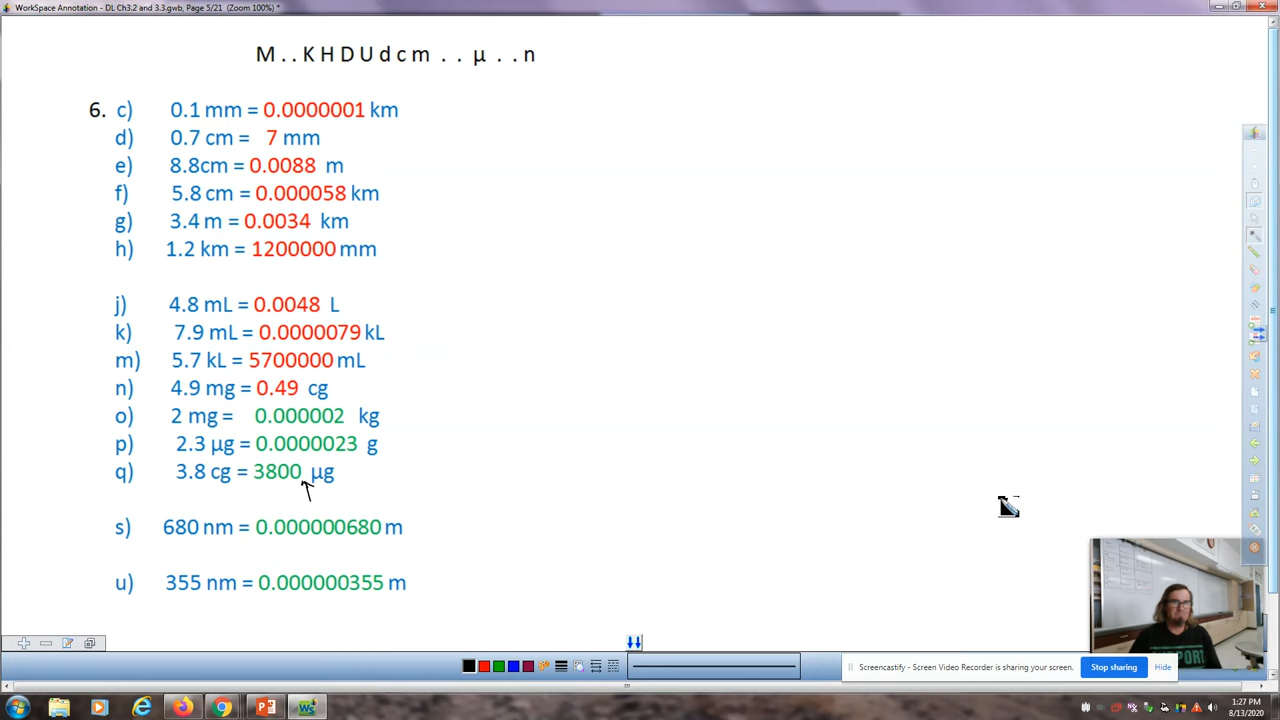 WorkSpace Annotation - DL Ch3.2 and 3.3.gwb, Page 5/21 (Zoom 100%) *
M . . K H D U d c m . . µ . . n
6. c) 0.1 mm = 0.0000001 km
d) 0.7 cm = 7 mm
e) 8.8cm = 0.0088 m
f) 5.8 cm = 0.000058 km
g) 3.4 m = 0.0034 km
h) 1.2 km = 1200000 mm
j) 4.8 mL = 0.0048 L
k) 7.9 mL = 0.0000079 kL
m) 5.7 kL = 5700000 mL
n) 4.9 mg = 0.49 cg
o) 2 mg = 0.000002 kg
p) 2.3 µg = 0.0000023 g
q) 3.8 cg = 3800 µg
s) 680 nm = 0.000000680 m
u) 355 nm = 0.000000355 m
Screencastify - Screen Video Recorder is sharing your screen. Stop sharing Hide
1:27 PM
8/13/2020